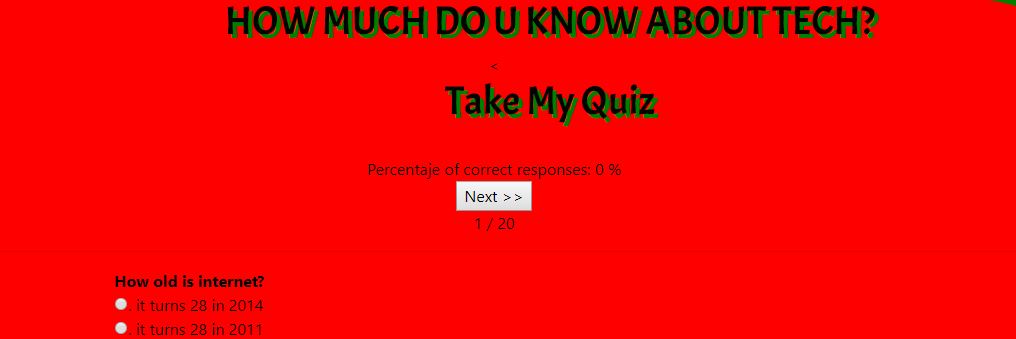 HOW MUCH DO U KNOW ABOUT TECH?
<
Take My Quiz
Percentaje of correct responses: 0 %
Next >>
1 / 20
How old is internet?
. it turns 28 in 2014
. it turns 28 in 2011